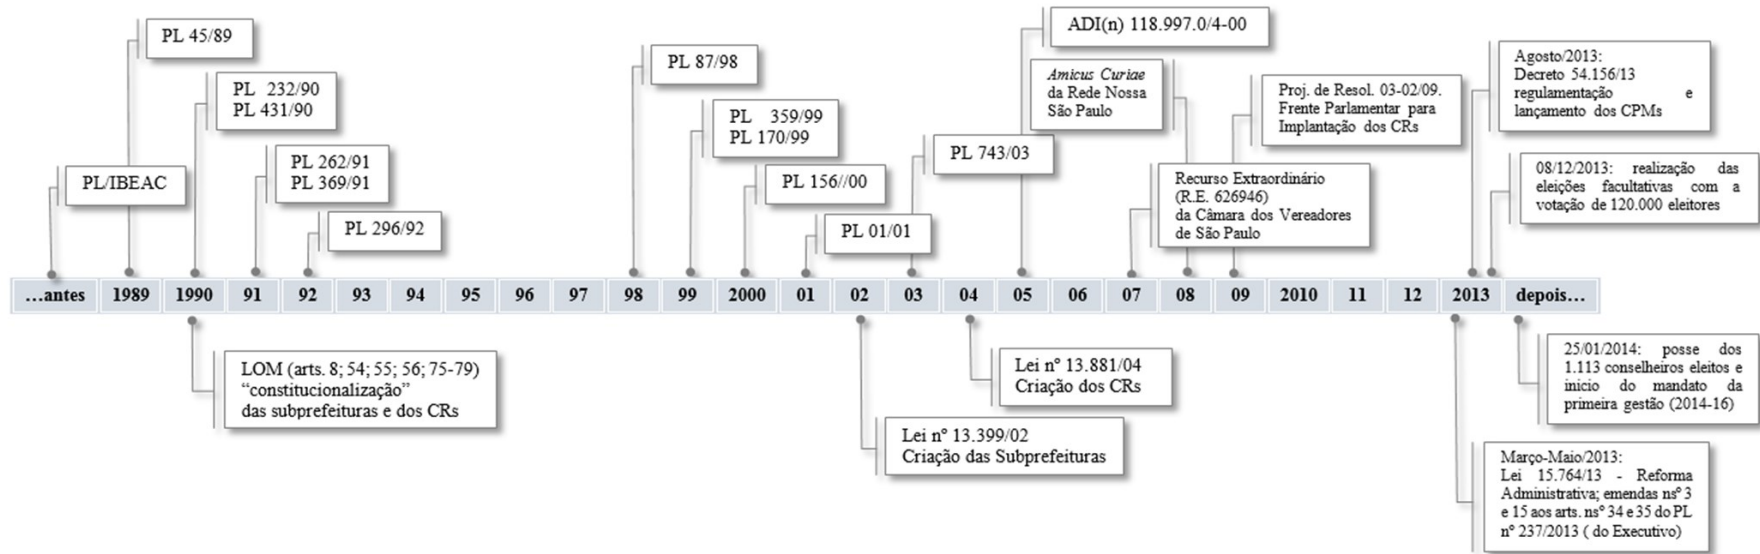 PL/IBEAC
PL 45/89
PL 232/90
PL 431/90
PL 262/91
PL 369/91
PL 296/92
PL 87/98
PL 359/99
PL 170/99
PL 156//00
PL 01/01
PL 743/03
ADI(n) 118.997.0/4-00
Amicus Curiae
da Rede Nossa
São Paulo
Recurso Extraordinário
(R.E. 626946)
da Câmara dos Vereadores
de São Paulo
Proj. de Resol. 03-02/09.
Frente Parlamentar para
Implantação dos CRs
Agosto/2013:
Decreto 54.156/13
regulamentação e
lançamento dos CPMs
08/12/2013: realização das
eleições facultativas com a
votação de 120.000 eleitores
...antes 1989 1990 91 92 93 94 95 96 97 98 99 2000 01 02 03 04 05 06 07 08 09 2010 11 12 2013 depois...
LOM (arts. 8; 54; 55; 56; 75-79)
“constitucionalização”
das subprefeituras e dos CRs
Lei nº 13.399/02
Criação das Subprefeituras
Lei nº 13.881/04
Criação dos CRs
25/01/2014: posse dos
1.113 conselheiros eleitos e
inicio do mandato da
primeira gestão (2014-16)
Março-Maio/2013:
Lei 15.764/13 - Reforma
Administrativa; emendas nsº 3
e 15 aos arts. nsº 34 e 35 do PL
nº 237/2013 ( do Executivo)